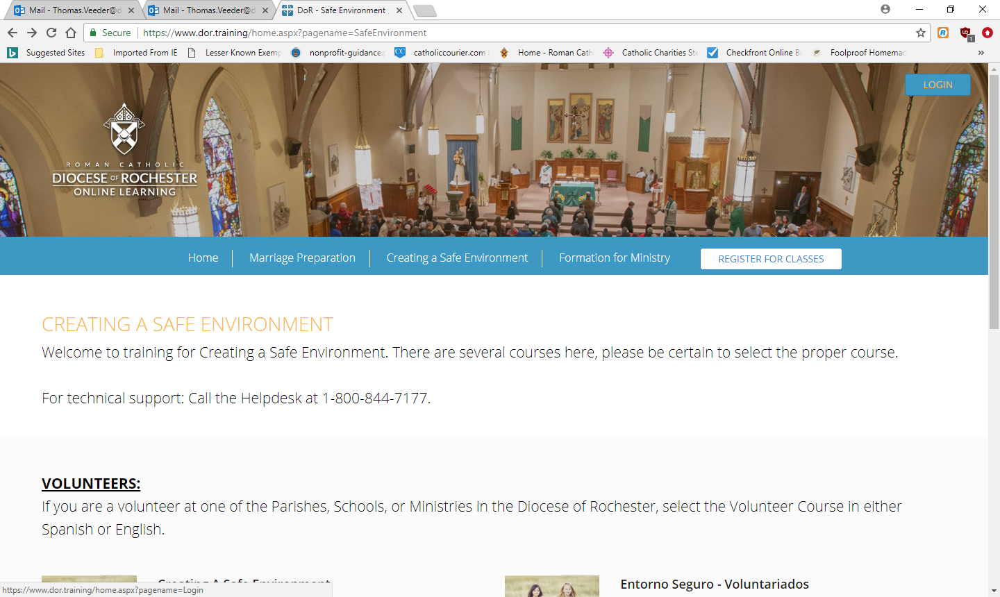 Mail - Thomas.Veeder@d
Mail - Thomas.Veeder@d
DoR - Safe Environment
Secure
https://www.dor.training/home.aspx?pagename=SafeEnvironment
1
Suggested Sites
Imported From IE
Lesser Known Exemp
nonprofit-guidance.
catholiccourier.com
Home - Roman Cath
Catholic Charities Ste
Checkfront Online Bo
Foolproof Homemac
»
LOGIN
ROMAN CATHOLIC
DIOCESE OF ROCHESTER
ONLINE LEARNING
Home
Marriage Preparation
Creating a Safe Environment
Formation for Ministry
REGISTER FOR CLASSES
CREATING A SAFE ENVIRONMENT
Welcome to training for Creating a Safe Environment. There are several courses here, please be certain to select the proper course.
For technical support: Call the Helpdesk at 1-800-844-7177.
VOLUNTEERS:
If you are a volunteer at one of the Parishes, Schools, or Ministries in the Diocese of Rochester, select the Volunteer Course in either
Spanish or English.
Creating A Safe Environment
Entorno Seguro - Voluntariados
https://www.dor.training/home.aspx?pagename=Login